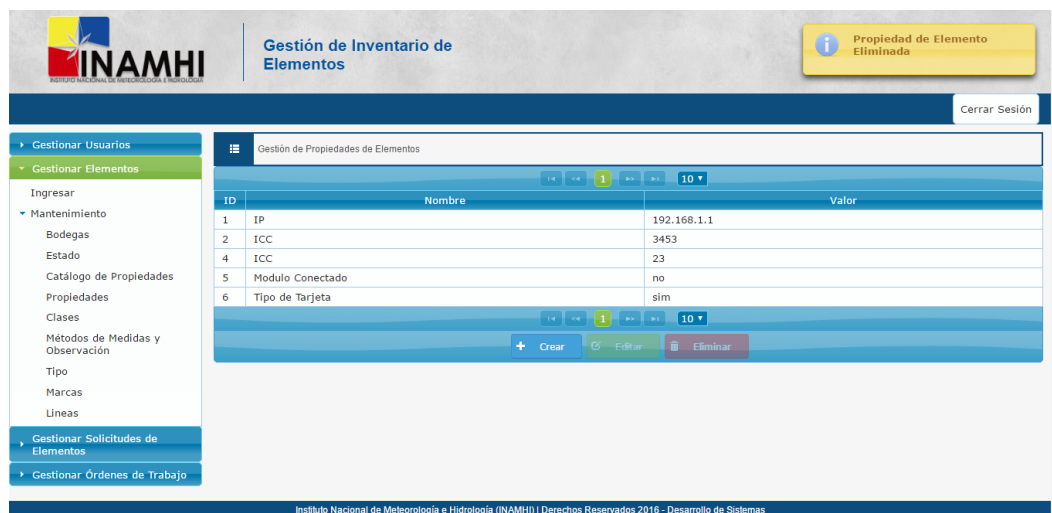 INAMHI
INSTITUTO NACIONAL DE METEOROLOGÍA E HIDROLOGÍA
Gestión de Inventario de
Elementos
Propiedad de Elemento
Eliminada
Cerrar Sesión
Gestionar Usuarios
Gestionar Elementos
Ingresar
Mantenimiento
Bodegas
Estado
Catálogo de Propiedades
Propiedades
Clases
Métodos de Medidas y
Observación
Tipo
Marcas
Lineas
Gestionar Solicitudes de
Elementos
Gestionar Órdenes de Trabajo
Gestión de Propiedades de Elementos
1 10
ID Nombre Valor
1 IP 192.168.1.1
2 ICC 3453
4 ICC 23
5 Modulo Conectado no
6 Tipo de Tarjeta sim
1 10
Crear Editar Eliminar
Instituto Nacional de Meteorología e Hidrología (INAMHI) | Derechos Reservados 2016 - Desarrollo de Sistemas